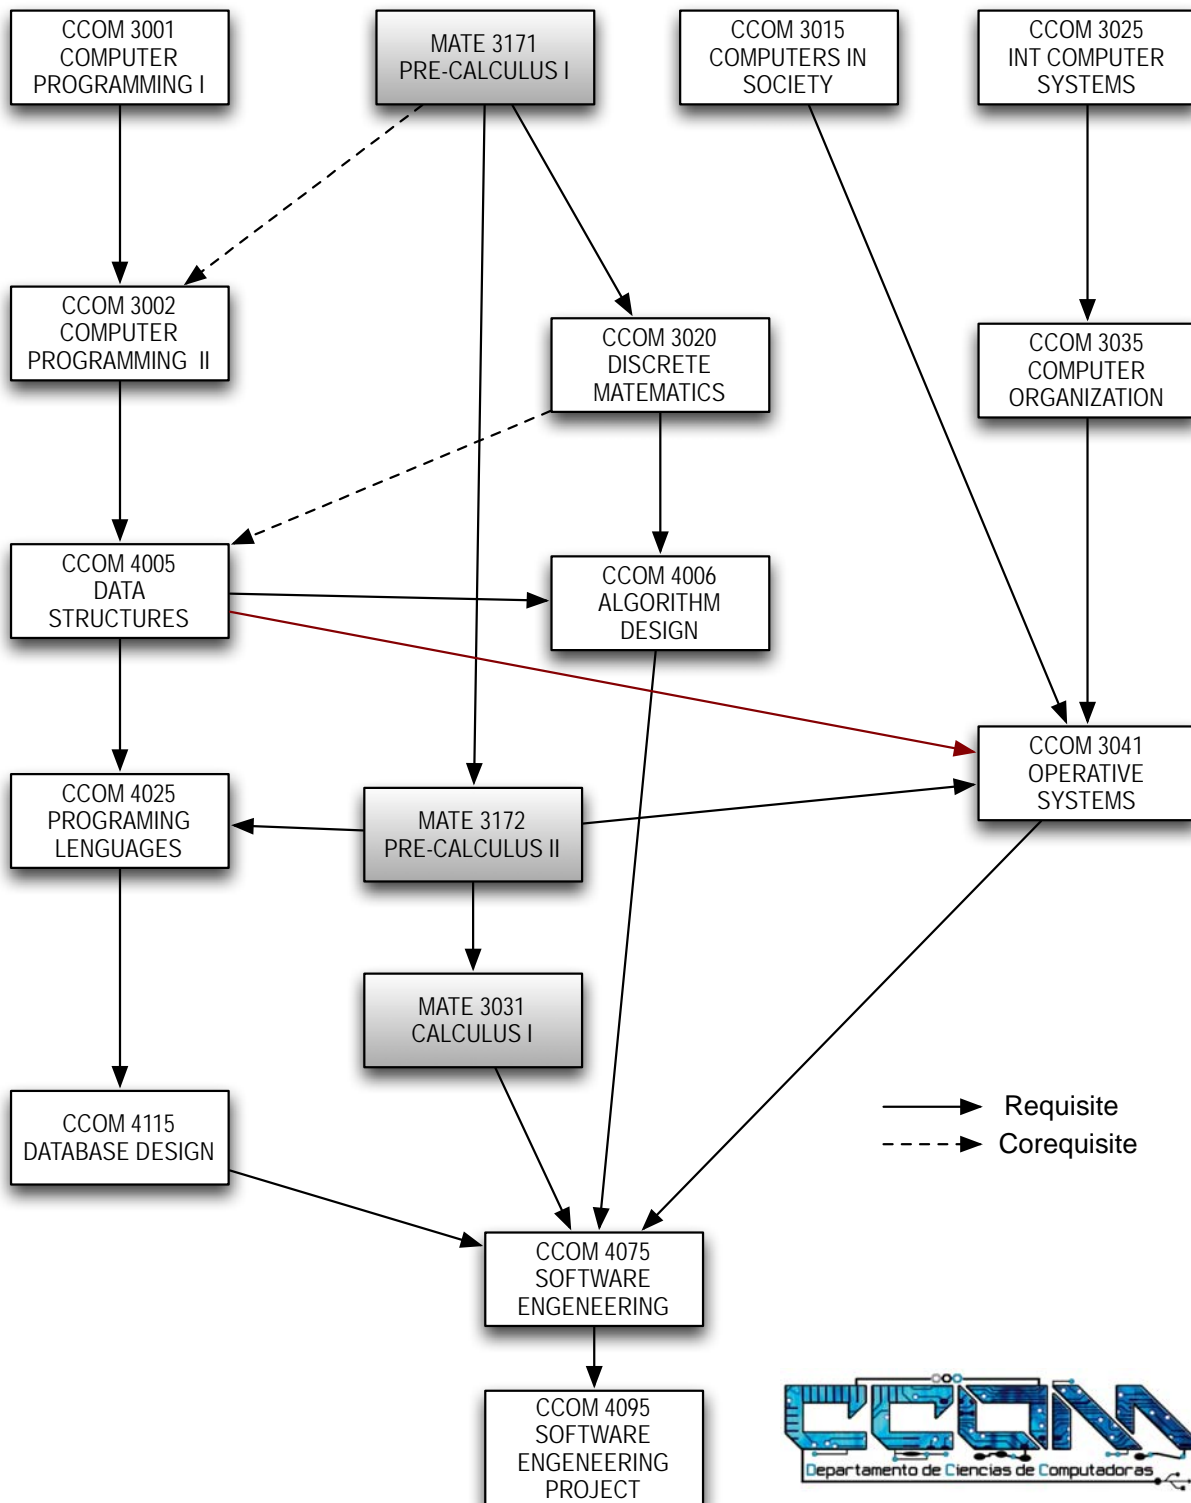 CCOM 3001
COMPUTER
PROGRAMMING I
MATE 3171
PRE-CALCULUS I
CCOM 3015
COMPUTERS IN
SOCIETY
CCOM 3025
INT COMPUTER
SYSTEMS
CCOM 3002
COMPUTER
PROGRAMMING II
CCOM 3020
DISCRETE
MATEMATICS
CCOM 3035
COMPUTER
ORGANIZATION
CCOM 4005
DATA
STRUCTURES
CCOM 4006
ALGORITHM
DESIGN
CCOM 3041
OPERATIVE
SYSTEMS
CCOM 4025
PROGRAMING
LENGUAGES
MATE 3172
PRE-CALCULUS II
MATE 3031
CALCULUS I
CCOM 4115
DATABASE DESIGN
Requisite
Corequisite
CCOM 4075
SOFTWARE
ENGENEERING
CCOM 4095
SOFTWARE
ENGENEERING
PROJECT
CCOM
Departamento de Ciencias de Computadoras